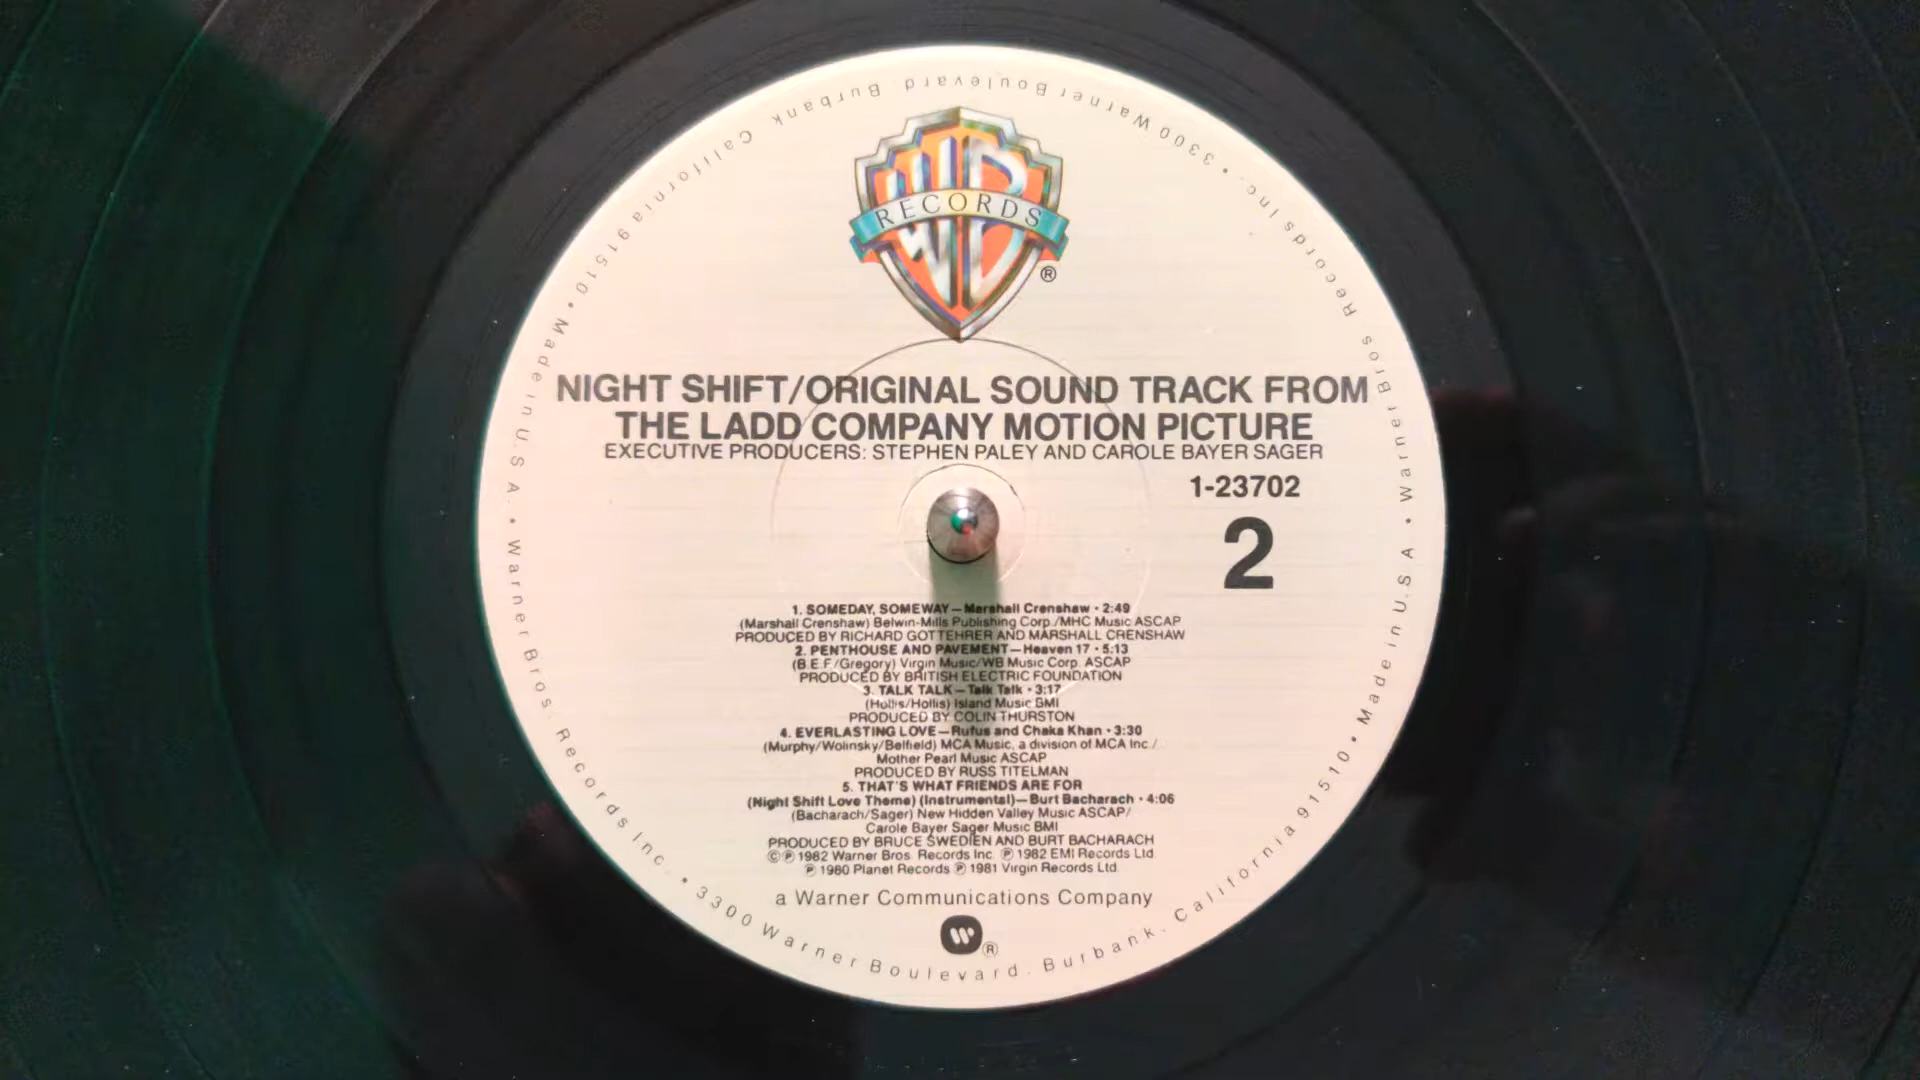 WB
RECORDS
®
NIGHT SHIFT/ORIGINAL SOUND TRACK FROM
THE LADD COMPANY MOTION PICTURE
EXECUTIVE PRODUCERS: STEPHEN PALEY AND CAROLE BAYER SAGER
1-23702
2
1. SOMEDAY, SOMEWAY—Marshall Crenshaw • 2:49
(Marshall Crenshaw) Belwin-Mills Publishing Corp./MHC Music ASCAP
PRODUCED BY RICHARD GOTTEHRER AND MARSHALL CRENSHAW
2. PENTHOUSE AND PAVEMENT—Heaven 17 • 5:13
(B.E.F./Gregory) Virgin Music/WB Music Corp. ASCAP
PRODUCED BY BRITISH ELECTRIC FOUNDATION
3. TALK TALK—Talk Talk • 3:17
(Hollis/Hollis) Island Music BMI
PRODUCED BY COLIN THURSTON
4. EVERLASTING LOVE—Rufus and Chaka Khan • 3:30
(Murphy/Wolinsky/Belfield) MCA Music, a division of MCA Inc./
Mother Pearl Music ASCAP
PRODUCED BY RUSS TITELMAN
5. THAT'S WHAT FRIENDS ARE FOR
(Night Shift Love Theme) (Instrumental)—Burt Bacharach • 4:06
(Bacharach/Sager) New Hidden Valley Music ASCAP/
Carole Bayer Sager Music BMI
PRODUCED BY BRUCE SWEDIEN AND BURT BACHARACH
©℗ 1982 Warner Bros. Records Inc. ℗ 1982 EMI Records Ltd.
℗ 1980 Planet Records ℗ 1981 Virgin Records Ltd.
a Warner Communications Company
W®
Warner Bros. Records Inc. • 3300 Warner Boulevard. Burbank. California 91510 • Made in U.S.A. •
Warner Bros Records Inc. • 3300 Warner Boulevard. Burbank California 91510 • Made in U.S.A. •